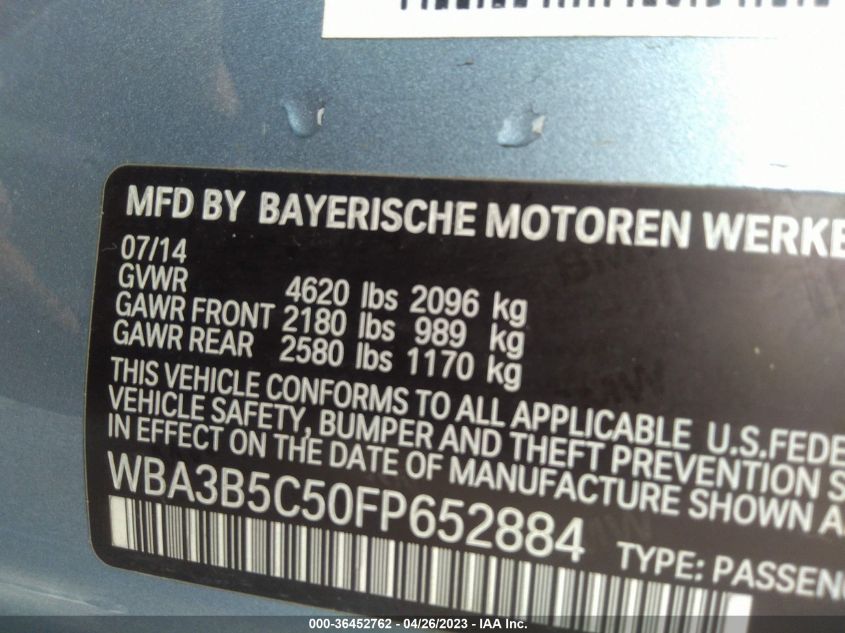 MFD BY BAYERISCHE MOTOREN WERKE
07/14
GVWR 4620 lbs 2096 kg
GAWR FRONT 2180 lbs 989 kg
GAWR REAR 2580 lbs 1170 kg
THIS VEHICLE CONFORMS TO ALL APPLICABLE U.S.FEDE
VEHICLE SAFETY, BUMPER AND THEFT PREVENTION S
IN EFFECT ON THE DATE OF MANUFACTURE SHOWN A
WBA3B5C50FP652884 TYPE: PASSENG
000-36452762 - 04/26/2023 - IAA Inc.